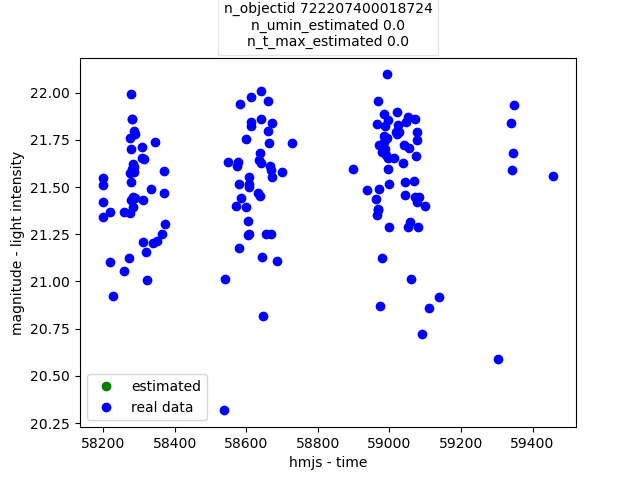 n_objectid 722207400018724
n_umin_estimated 0.0
n_t_max_estimated 0.0
magnitude - light intensity
22.00
21.75
21.50
21.25
21.00
20.75
20.50
20.25
estimated
real data
58200 58400 58600 58800 59000 59200 59400
hmjs - time